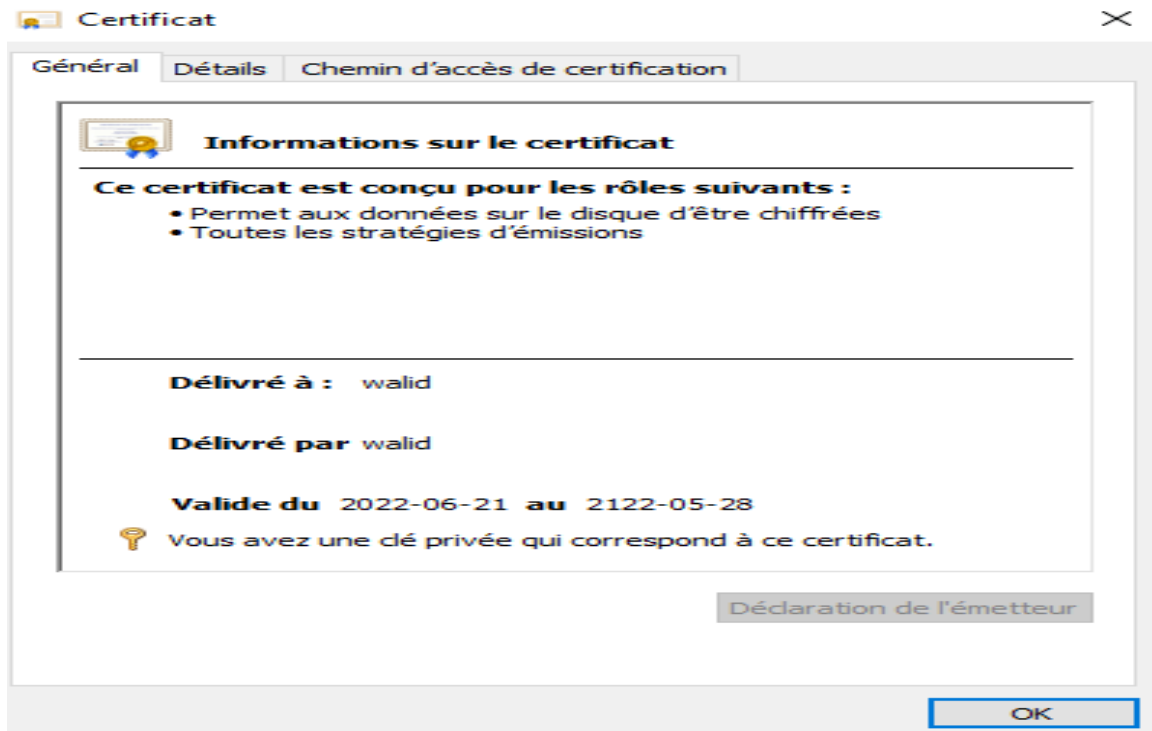 Certificat
Général Détails Chemin d’accès de certification
Informations sur le certificat
Ce certificat est conçu pour les rôles suivants :
• Permet aux données sur le disque d’être chiffrées
• Toutes les stratégies d’émissions
Délivré à : walid
Délivré par walid
Valide du 2022-06-21 au 2122-05-28
Vous avez une clé privée qui correspond à ce certificat.
Déclaration de l'émetteur
OK